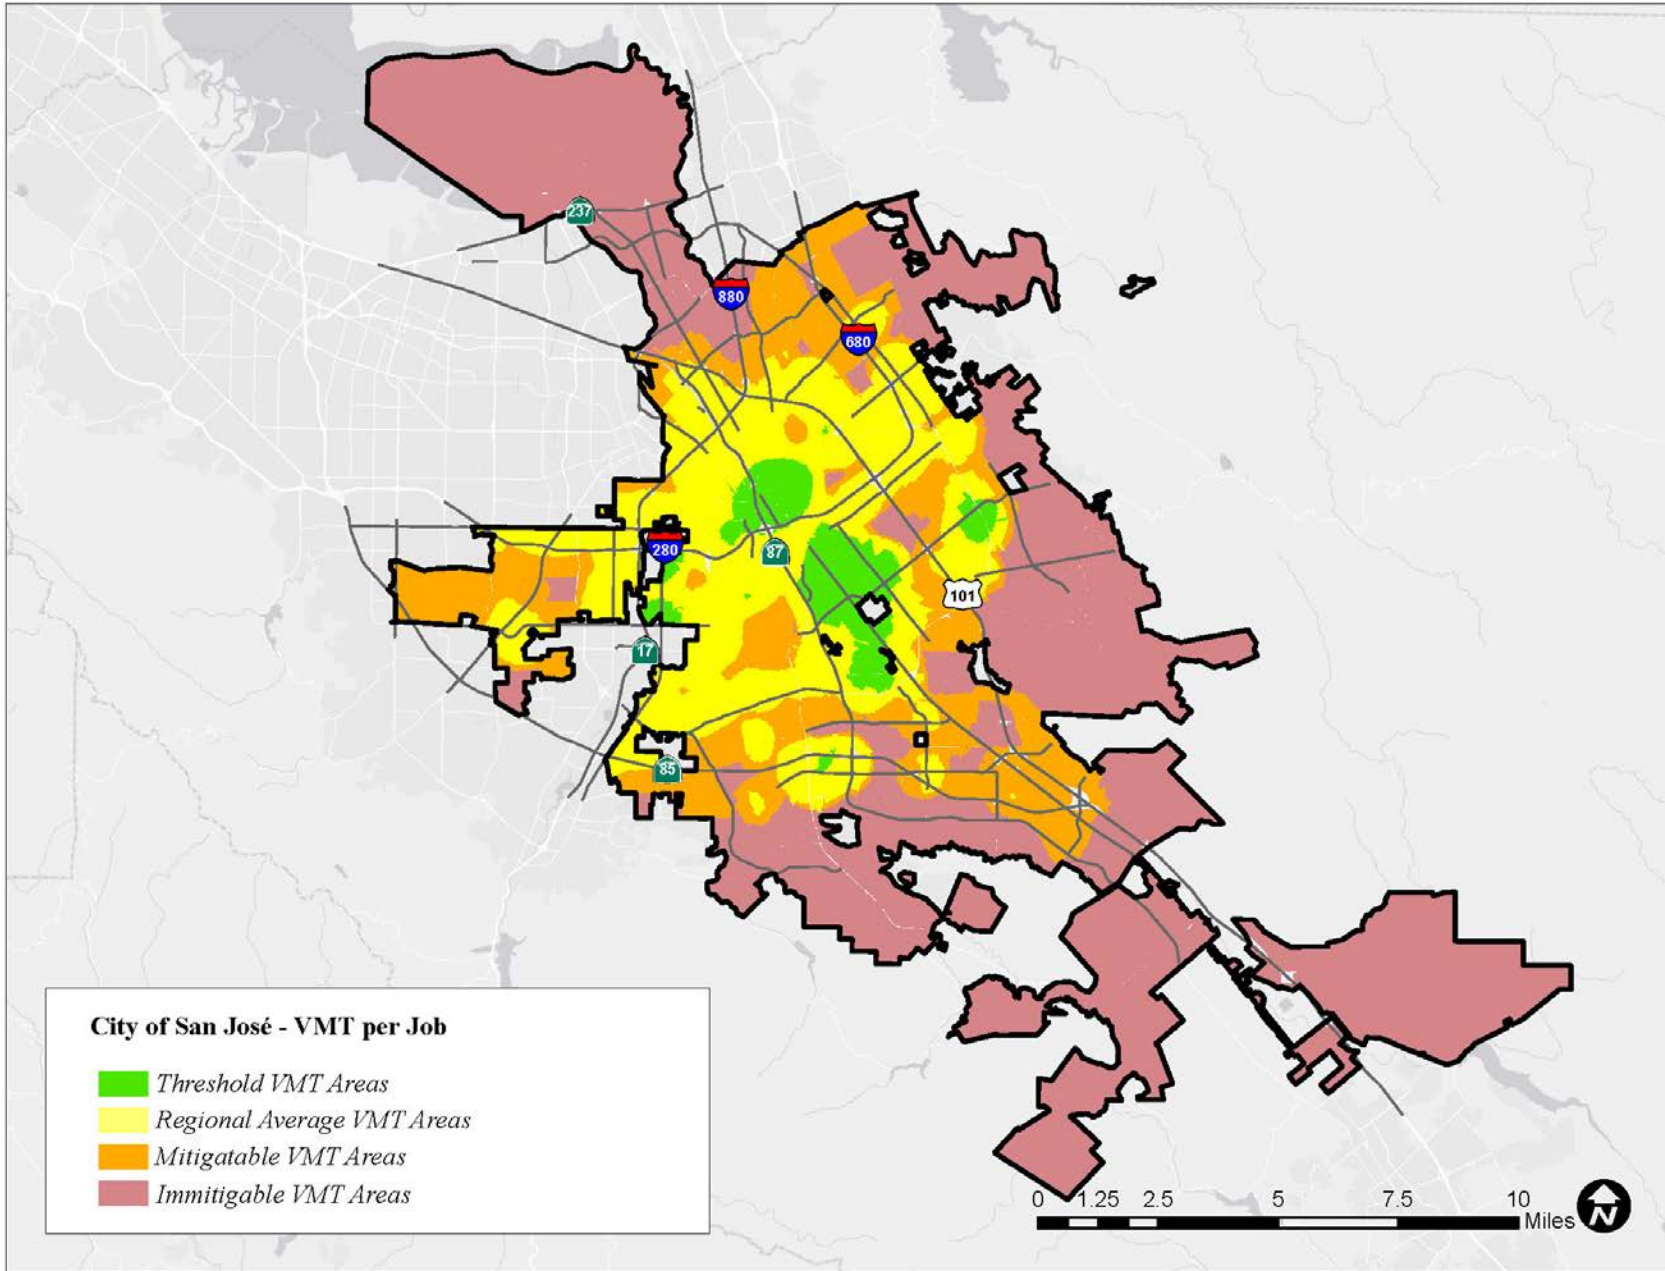 237
880
680
280
87
101
17
85
City of San José - VMT per Job
Threshold VMT Areas
Regional Average VMT Areas
Mitigatable VMT Areas
Immitigable VMT Areas
0 1.25 2.5 5 7.5 10
Miles
N